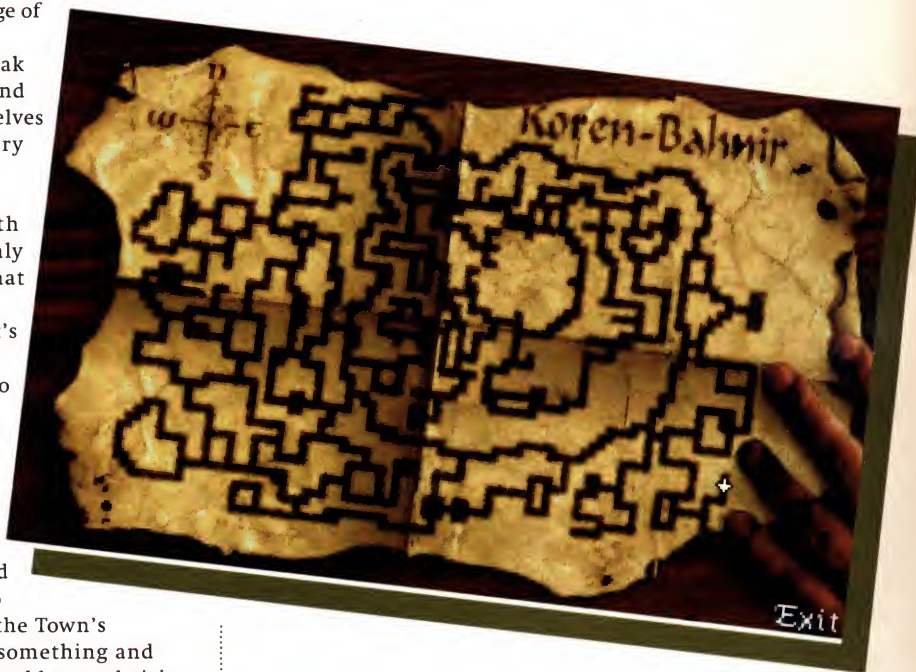 ge of
ak
nd
elves
ry
th
ly
hat
's
o
d
the Town's
something and
n
w e
s
Koren-Bahnir
Exit